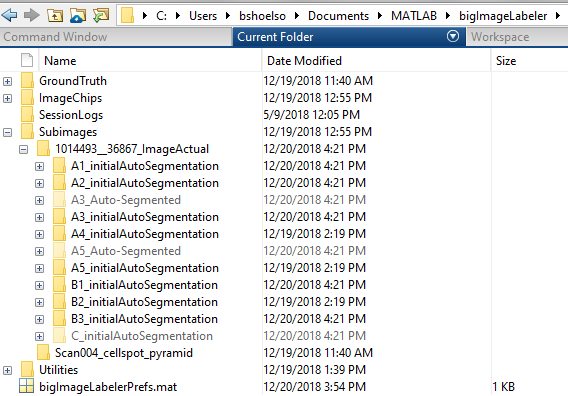 C: Users bshoelso Documents MATLAB bigImageLabeler
Command Window Current Folder Workspace
Name Date Modified Size
GroundTruth 12/19/2018 11:40 AM
ImageChips 12/19/2018 12:55 PM
SessionLogs 5/9/2018 12:05 PM
Subimages 12/19/2018 12:55 PM
1014493__36867_ImageActual 12/20/2018 4:21 PM
A1_initialAutoSegmentation 12/20/2018 4:21 PM
A2_initialAutoSegmentation 12/20/2018 4:21 PM
A3_Auto-Segmented 12/20/2018 4:21 PM
A3_initialAutoSegmentation 12/20/2018 4:21 PM
A4_initialAutoSegmentation 12/19/2018 2:19 PM
A5_Auto-Segmented 12/20/2018 4:21 PM
A5_initialAutoSegmentation 12/19/2018 2:19 PM
B1_initialAutoSegmentation 12/20/2018 4:21 PM
B2_initialAutoSegmentation 12/19/2018 2:19 PM
B3_initialAutoSegmentation 12/20/2018 4:21 PM
C_initialAutoSegmentation 12/20/2018 4:21 PM
Scan004_cellspot_pyramid 12/19/2018 11:40 AM
Utilities 12/19/2018 1:39 PM
bigImageLabelerPrefs.mat 12/20/2018 3:54 PM 1 KB